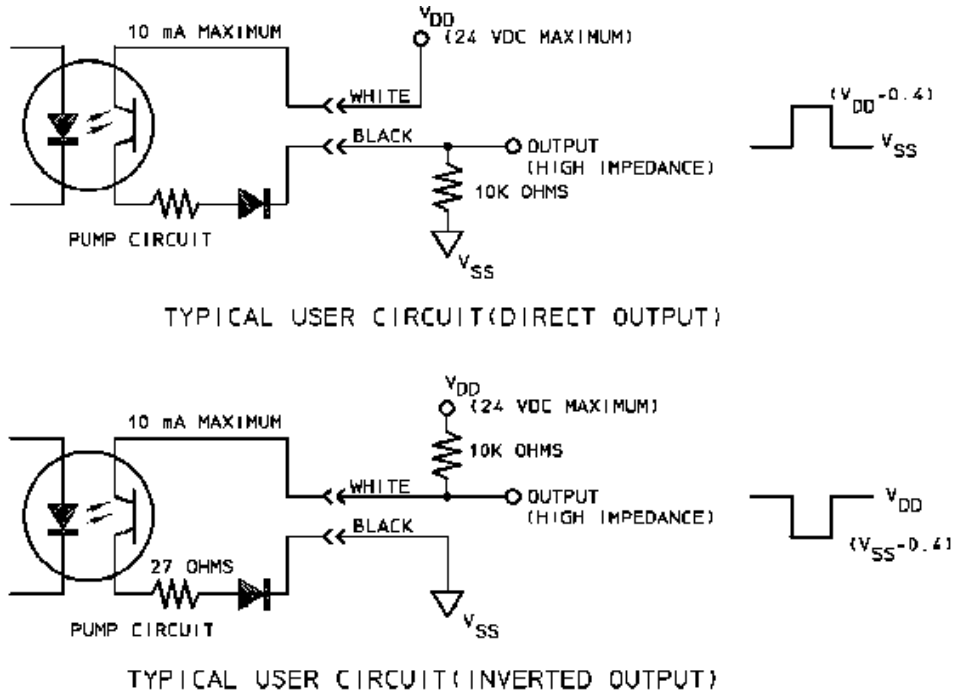 10 mA MAXIMUM
VDD
(24 VDC MAXIMUM)
WHITE
BLACK
OUTPUT
(HIGH IMPEDANCE)
10K OHMS
VSS
PUMP CIRCUIT
(VDD-0.4)
VSS
TYPICAL USER CIRCUIT(DIRECT OUTPUT)
VDD
(24 VDC MAXIMUM)
10 mA MAXIMUM
10K OHMS
WHITE
OUTPUT
(HIGH IMPEDANCE)
BLACK
27 OHMS
VSS
PUMP CIRCUIT
VDD
(VSS-0.4)
TYPICAL USER CIRCUIT(INVERTED OUTPUT)